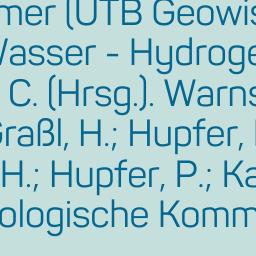 mer (UTB Geowis
Wasser - Hydroge
C. (Hrsg.). Warns
Graßl, H.; Hupfer,
H.; Hupfer, P.; Ka
ologische Komm